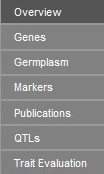 Overview
Genes
Germplasm
Markers
Publications
QTLs
Trait Evaluation